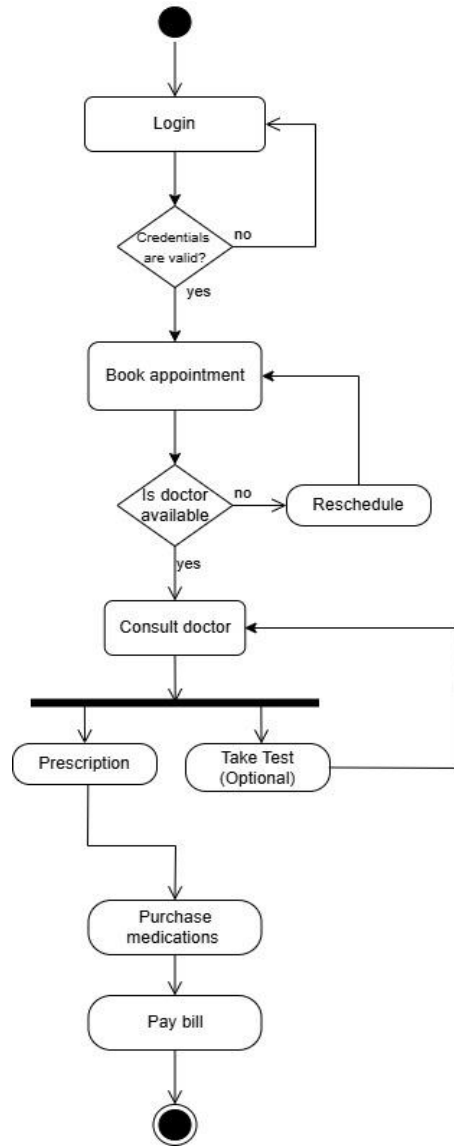 Login
Credentials
are valid?
no
yes
Book appointment
Is doctor
available
no
Reschedule
yes
Consult doctor
Prescription
Take Test
(Optional)
Purchase
medications
Pay bill